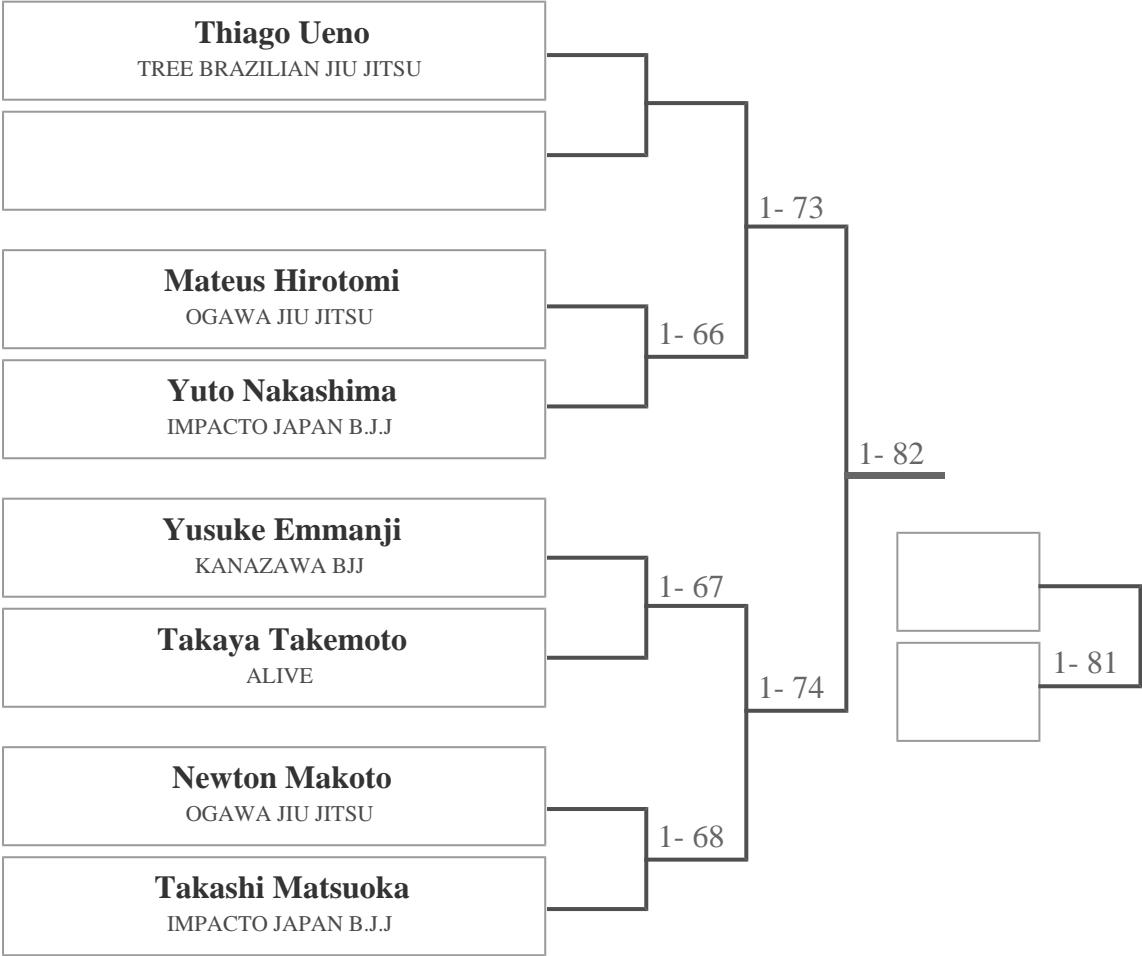 Thiago Ueno
TREE BRAZILIAN JIU JITSU
1- 73
Mateus Hirotomi
OGAWA JIU JITSU
1- 66
Yuto Nakashima
IMPACTO JAPAN B.J.J
1- 82
Yusuke Emmanji
KANAZAWA BJJ
1- 67
Takaya Takemoto
ALIVE
1- 74
1- 81
Newton Makoto
OGAWA JIU JITSU
1- 68
Takashi Matsuoka
IMPACTO JAPAN B.J.J